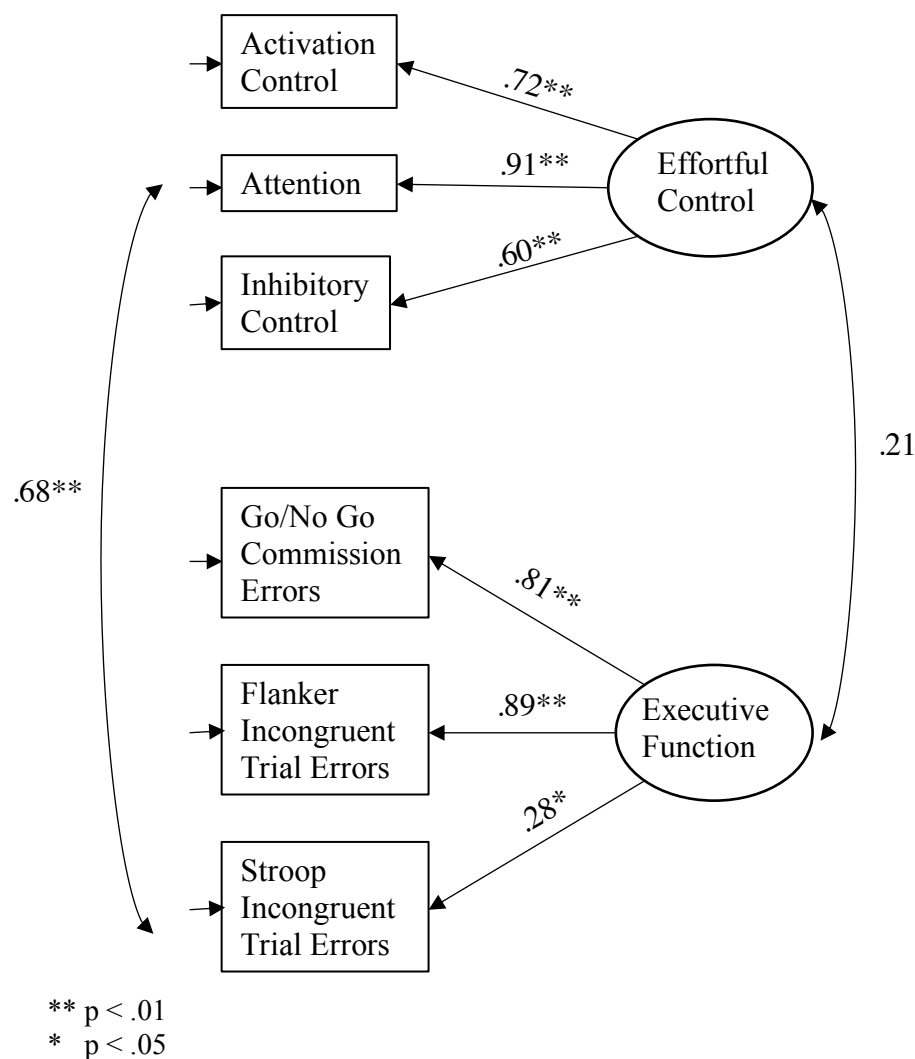 Activation
Control
.72**
Attention
.91**
Effortful
Control
Inhibitory
Control
.60**
.21
.68**
Go/No Go
Commission
Errors
.81**
Flanker
Incongruent
Trial Errors
.89**
Executive
Function
Stroop
Incongruent
Trial Errors
.28*
** p < .01
* p < .05